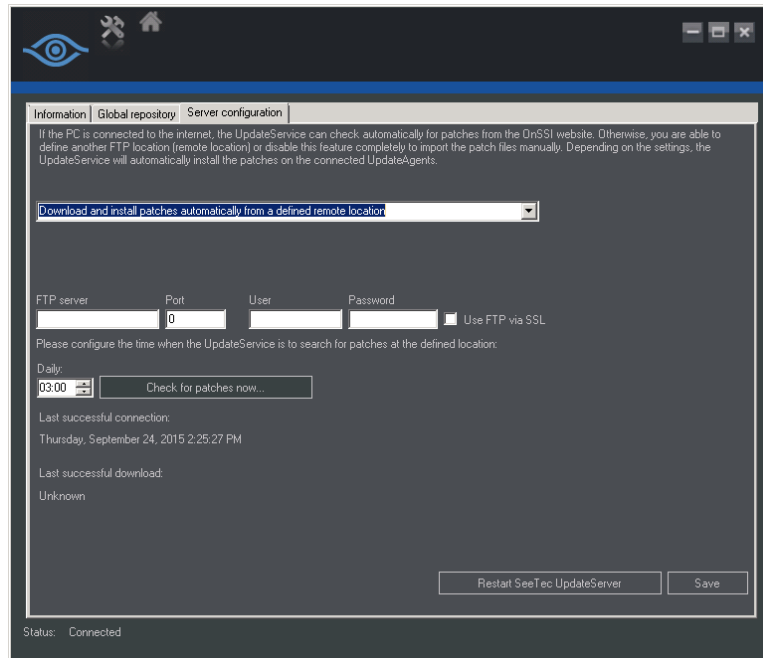 Information Global repository Server configuration
If the PC is connected to the internet, the UpdateService can check automatically for patches from the OnSSI website. Otherwise, you are able to
define another FTP location (remote location) or disable this feature completely to import the patch files manually. Depending on the settings, the
UpdateService will automatically install the patches on the connected UpdateAgents.
Download and install patches automatically from a defined remote location
FTP server Port User Password
0 Use FTP via SSL
Please configure the time when the UpdateService is to search for patches at the defined location:
Daily:
03:00 Check for patches now...
Last successful connection:
Thursday, September 24, 2015 2:25:27 PM
Last successful download:
Unknown
Restart SeeTec UpdateServer Save
Status: Connected